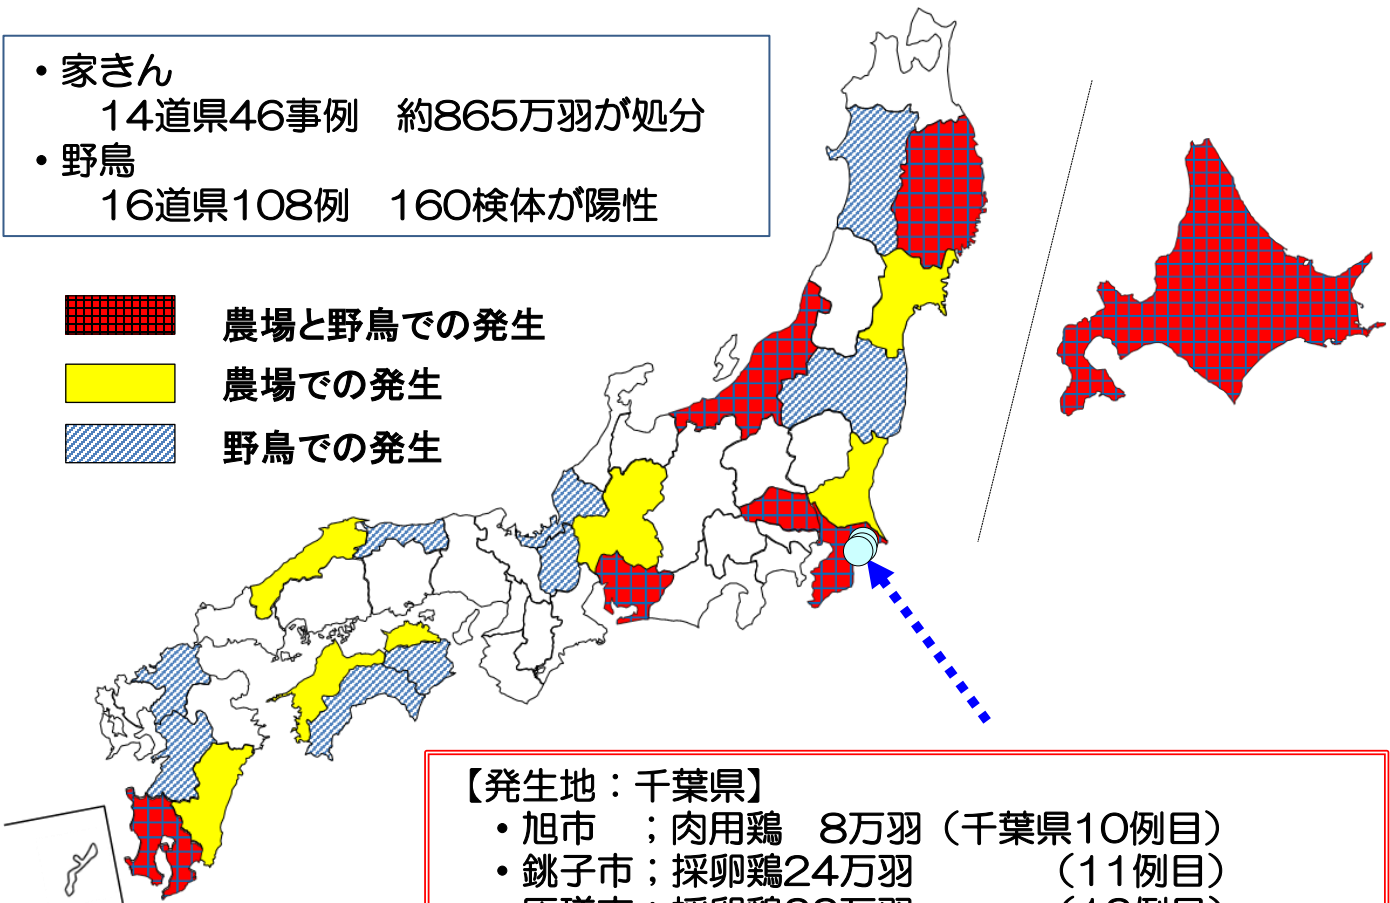 ・家きん
14道県46事例　約865万羽が処分
・野鳥
16道県108例　160検体が陽性
農場と野鳥での発生
農場での発生
野鳥での発生
【発生地：千葉県】
・旭市　；肉用鶏　8万羽（千葉県10例目）
・銚子市；採卵鶏24万羽　　　　（11例目）